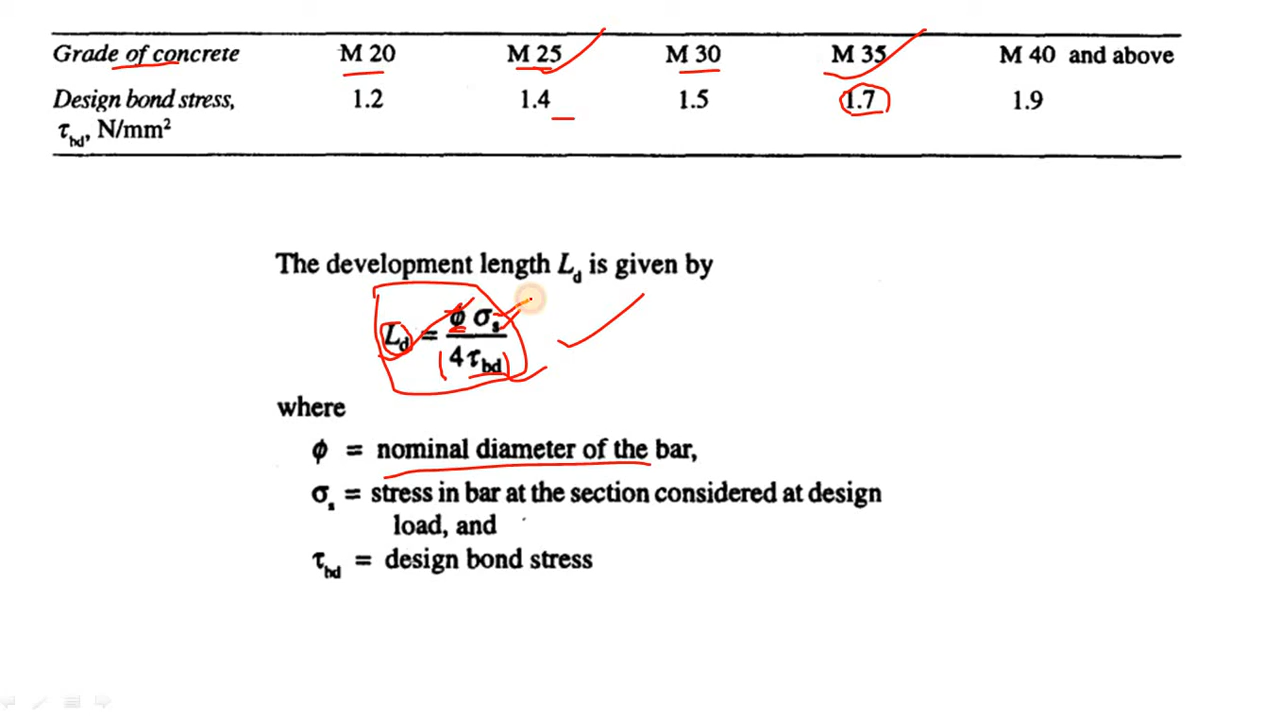 Grade of concrete M 20 M 25 M 30 M 35 M 40 and above
Design bond stress, 1.2 1.4 1.5 1.7 1.9
τbd, N/mm²
The development length Ld is given by
Ld = ϕ σs / 4 τbd
where
ϕ = nominal diameter of the bar,
σs = stress in bar at the section considered at design
load, and
τbd = design bond stress